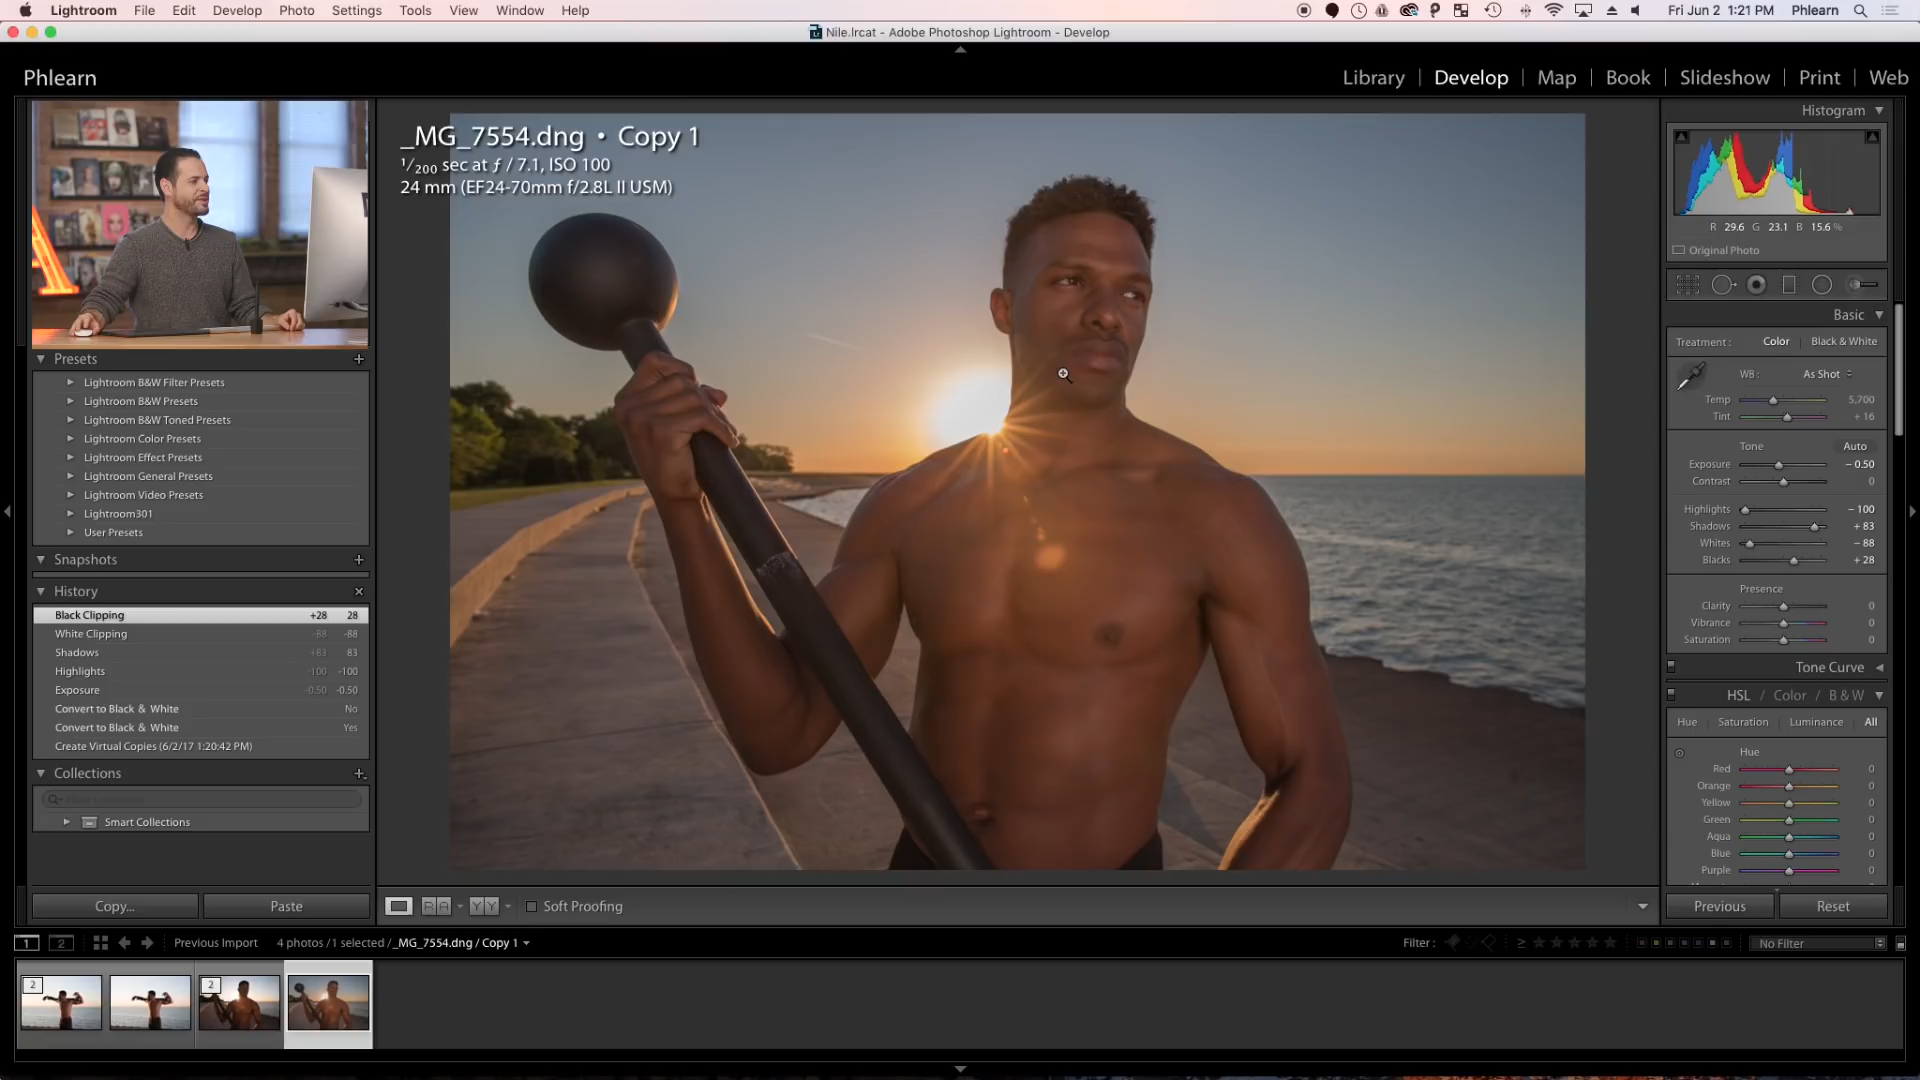 Lightroom File Edit Develop Photo Settings Tools View Window Help
Fri Jun 2 1:21 PM Phlearn
Nile.lrcat - Adobe Photoshop Lightroom - Develop
Phlearn
Library | Develop | Map | Book | Slideshow | Print | Web
_MG_7554.dng • Copy 1
1/200 sec at ƒ / 7.1, ISO 100
24 mm (EF24-70mm f/2.8L II USM)
Presets
Lightroom B&W Filter Presets
Lightroom B&W Presets
Lightroom B&W Toned Presets
Lightroom Color Presets
Lightroom Effect Presets
Lightroom General Presets
Lightroom Video Presets
Lightroom301
User Presets
Snapshots
History
Black Clipping +28 28
White Clipping -88 -88
Shadows +83 83
Highlights -100 -100
Exposure -0.50 -0.50
Convert to Black & White No
Convert to Black & White Yes
Create Virtual Copies (6/2/17 1:20:42 PM)
Collections
Smart Collections
Copy... Paste
Histogram
R 29.6 G 23.1 B 15.6 %
Original Photo
Basic
Treatment : Color | Black & White
WB : As Shot
Temp 5,700
Tint + 16
Tone Auto
Exposure – 0.50
Contrast 0
Highlights – 100
Shadows + 83
Whites – 88
Blacks + 28
Presence
Clarity 0
Vibrance 0
Saturation 0
Tone Curve
HSL / Color / B & W
Hue Saturation Luminance All
Hue
Red 0
Orange 0
Yellow 0
Green 0
Aqua 0
Blue 0
Purple 0
Previous Reset
R A Y Y Soft Proofing
1 2 Previous Import 4 photos / 1 selected / _MG_7554.dng / Copy 1
Filter : ≥ No Filter
2
2